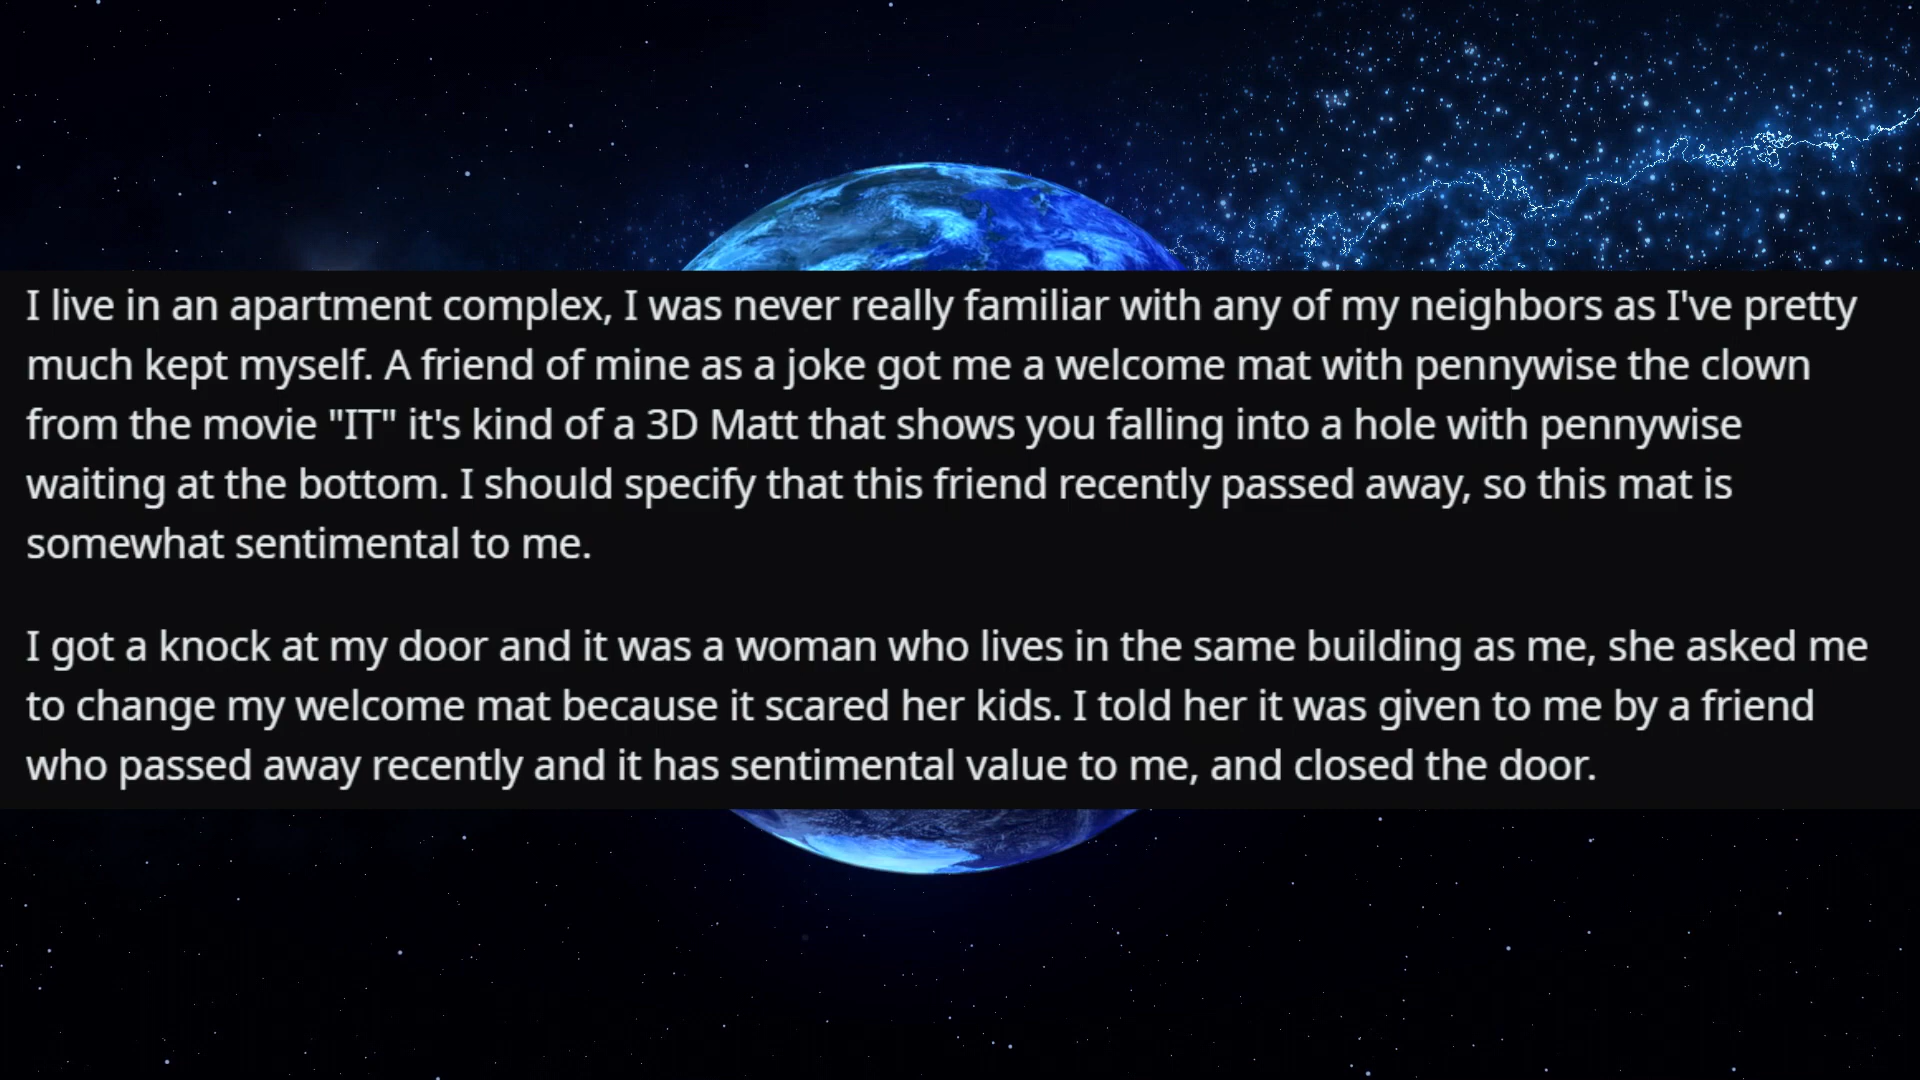 I live in an apartment complex, I was never really familiar with any of my neighbors as I've pretty
much kept myself. A friend of mine as a joke got me a welcome mat with pennywise the clown
from the movie "IT" it's kind of a 3D Matt that shows you falling into a hole with pennywise
waiting at the bottom. I should specify that this friend recently passed away, so this mat is
somewhat sentimental to me.
I got a knock at my door and it was a woman who lives in the same building as me, she asked me
to change my welcome mat because it scared her kids. I told her it was given to me by a friend
who passed away recently and it has sentimental value to me, and closed the door.